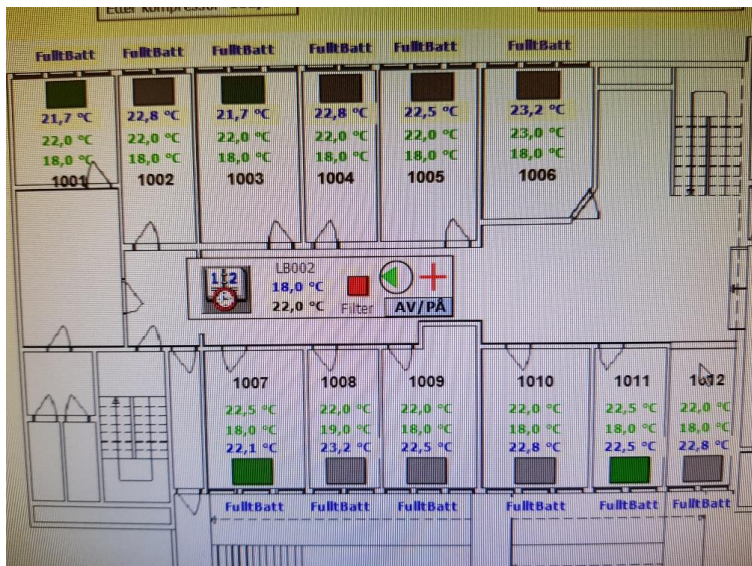 Etter kompressor
FulltBatt FulltBatt FulltBatt FulltBatt FulltBatt FulltBatt
21,7 °C 22,8 °C 21,7 °C 22,8 °C 22,5 °C 23,2 °C
22,0 °C 22,0 °C 22,0 °C 22,0 °C 22,0 °C 23,0 °C
18,0 °C 18,0 °C 18,0 °C 18,0 °C 18,0 °C 18,0 °C
1001 1002 1003 1004 1005 1006
1 2 LB002
18,0 °C
22,0 °C Filter AV/PÅ
1007 1008 1009 1010 1011 1012
22,5 °C 22,0 °C 22,0 °C 22,0 °C 22,5 °C 22,0 °C
18,0 °C 19,0 °C 18,0 °C 18,0 °C 18,0 °C 18,0 °C
22,1 °C 23,2 °C 22,5 °C 22,8 °C 22,5 °C 22,8 °C
FulltBatt FulltBatt FulltBatt FulltBatt FulltBatt FulltBatt